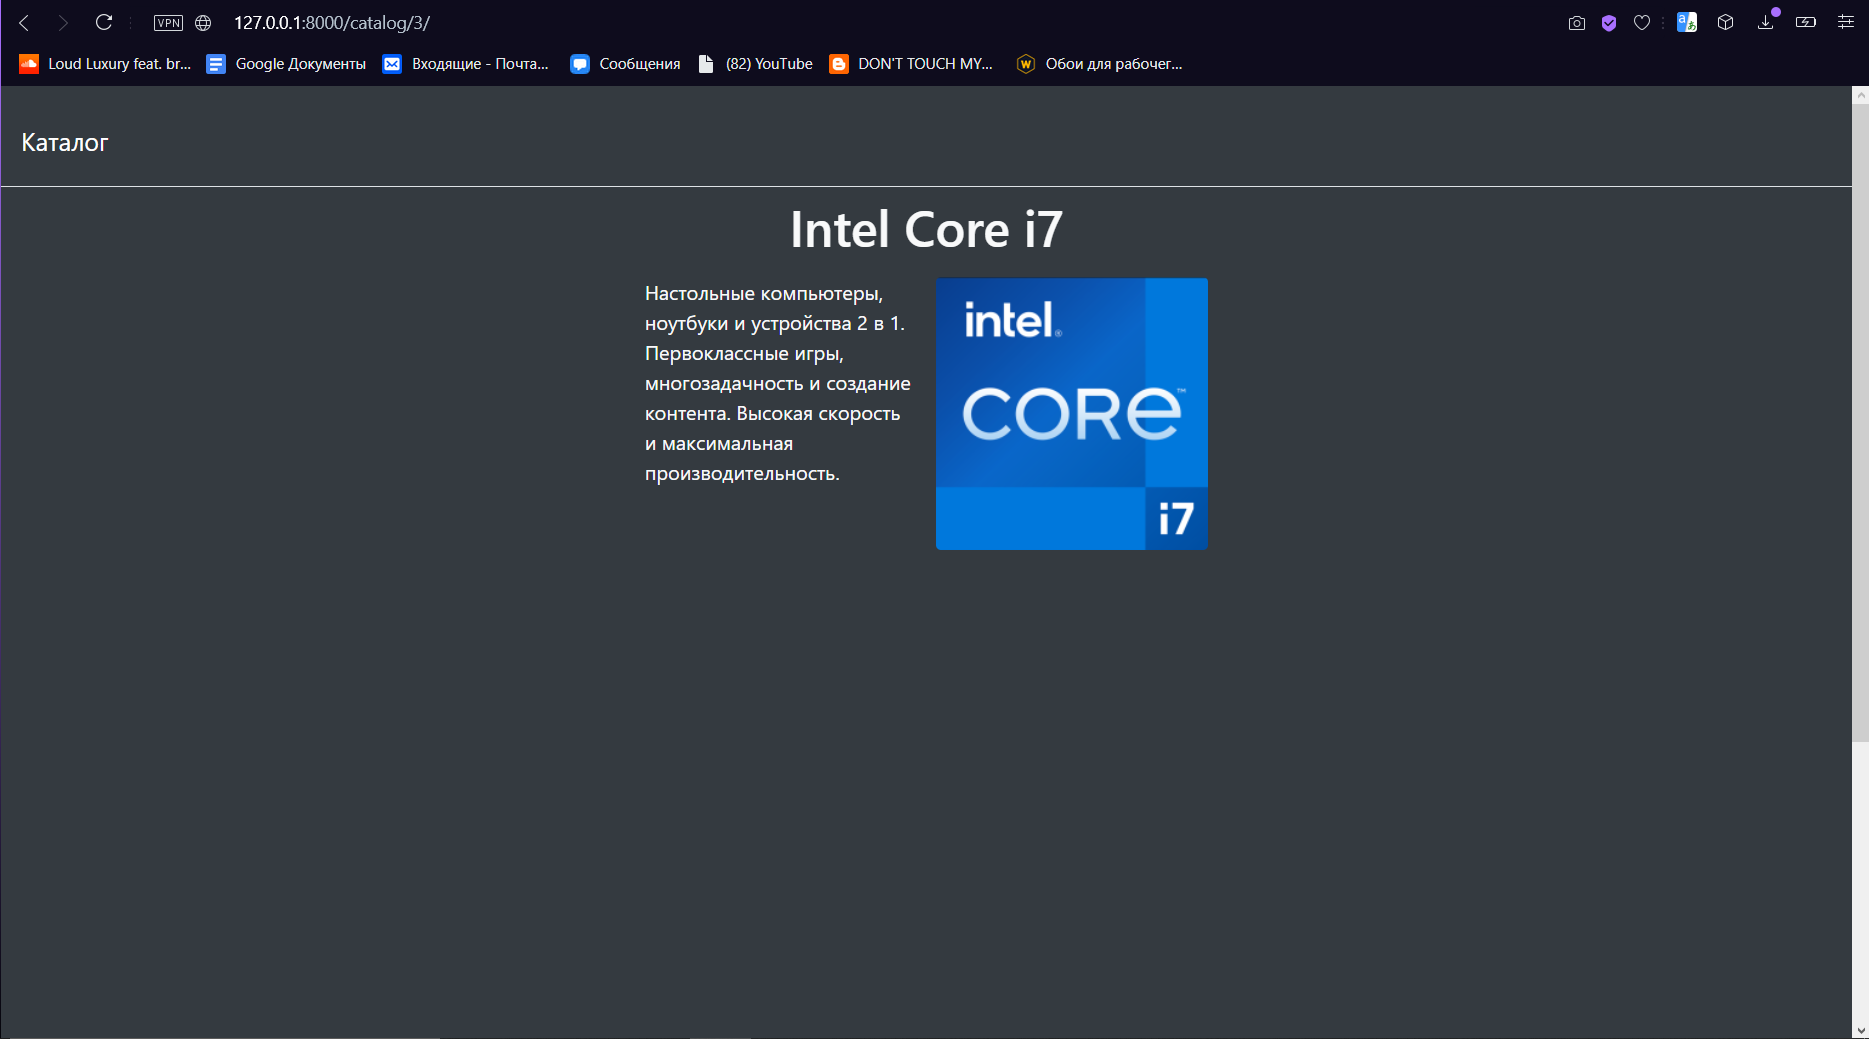 VPN
127.0.0.1:8000/catalog/3/
Loud Luxury feat. br...
Google Документы
Входящие - Почта...
Сообщения
(82) YouTube
DON'T TOUCH MY...
Обои для рабочег...
Каталог
Intel Core i7
Настольные компьютеры,
ноутбуки и устройства 2 в 1.
Первоклассные игры,
многозадачность и создание
контента. Высокая скорость
и максимальная
производительность.
intel®
CORE™
i7